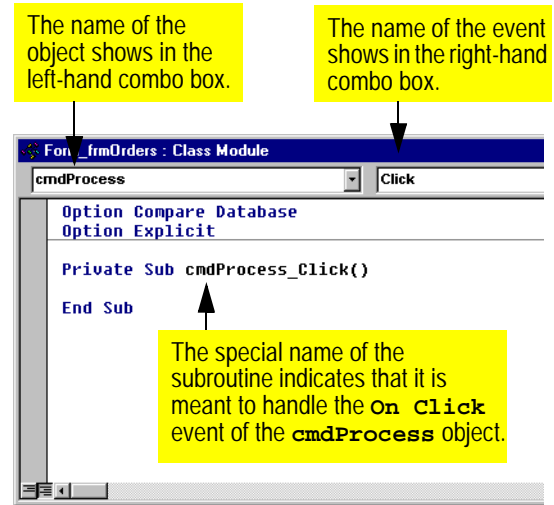 The name of the
object shows in the
left-hand combo box.
The name of the event
shows in the right-hand
combo box.
Form_frmOrders : Class Module
cmdProcess
Click
Option Compare Database
Option Explicit
Private Sub cmdProcess_Click()
End Sub
The special name of the
subroutine indicates that it is
meant to handle the On Click
event of the cmdProcess object.